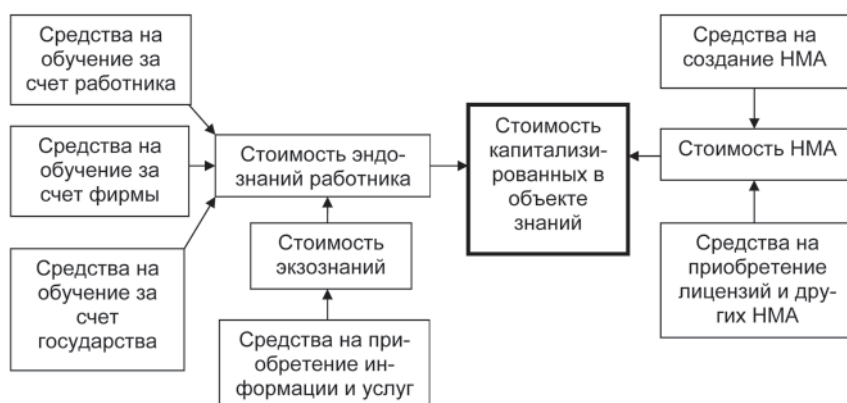 Средства на
обучение за
счет работника
Средства на
обучение за
счет фирмы
Средства на
обучение за
счет
государства
Стоимость эндо-
знаний работника
Стоимость
экзознаний
Средства на при-
обретение ин-
формации и услуг
Стоимость
капитализи-
рованных в
объекте
знаний
Средства на
создание НМА
Стоимость НМА
Средства на
приобретение
лицензий и дру-
гих НМА